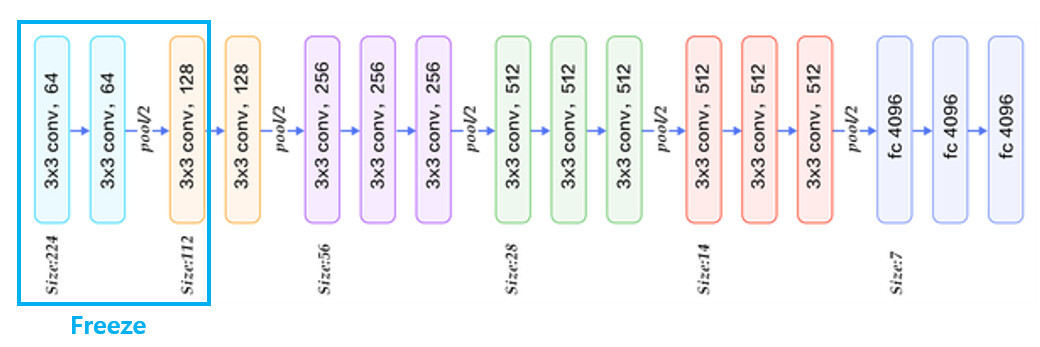 3x3 conv, 64
3x3 conv, 64
pool/2
3x3 conv, 128
3x3 conv, 128
pool/2
3x3 conv, 256
3x3 conv, 256
3x3 conv, 256
pool/2
3x3 conv, 512
3x3 conv, 512
3x3 conv, 512
pool/2
3x3 conv, 512
3x3 conv, 512
3x3 conv, 512
pool/2
fc 4096
fc 4096
fc 4096
Size:224
Size:112
Size:56
Size:28
Size:14
Size:7
Freeze